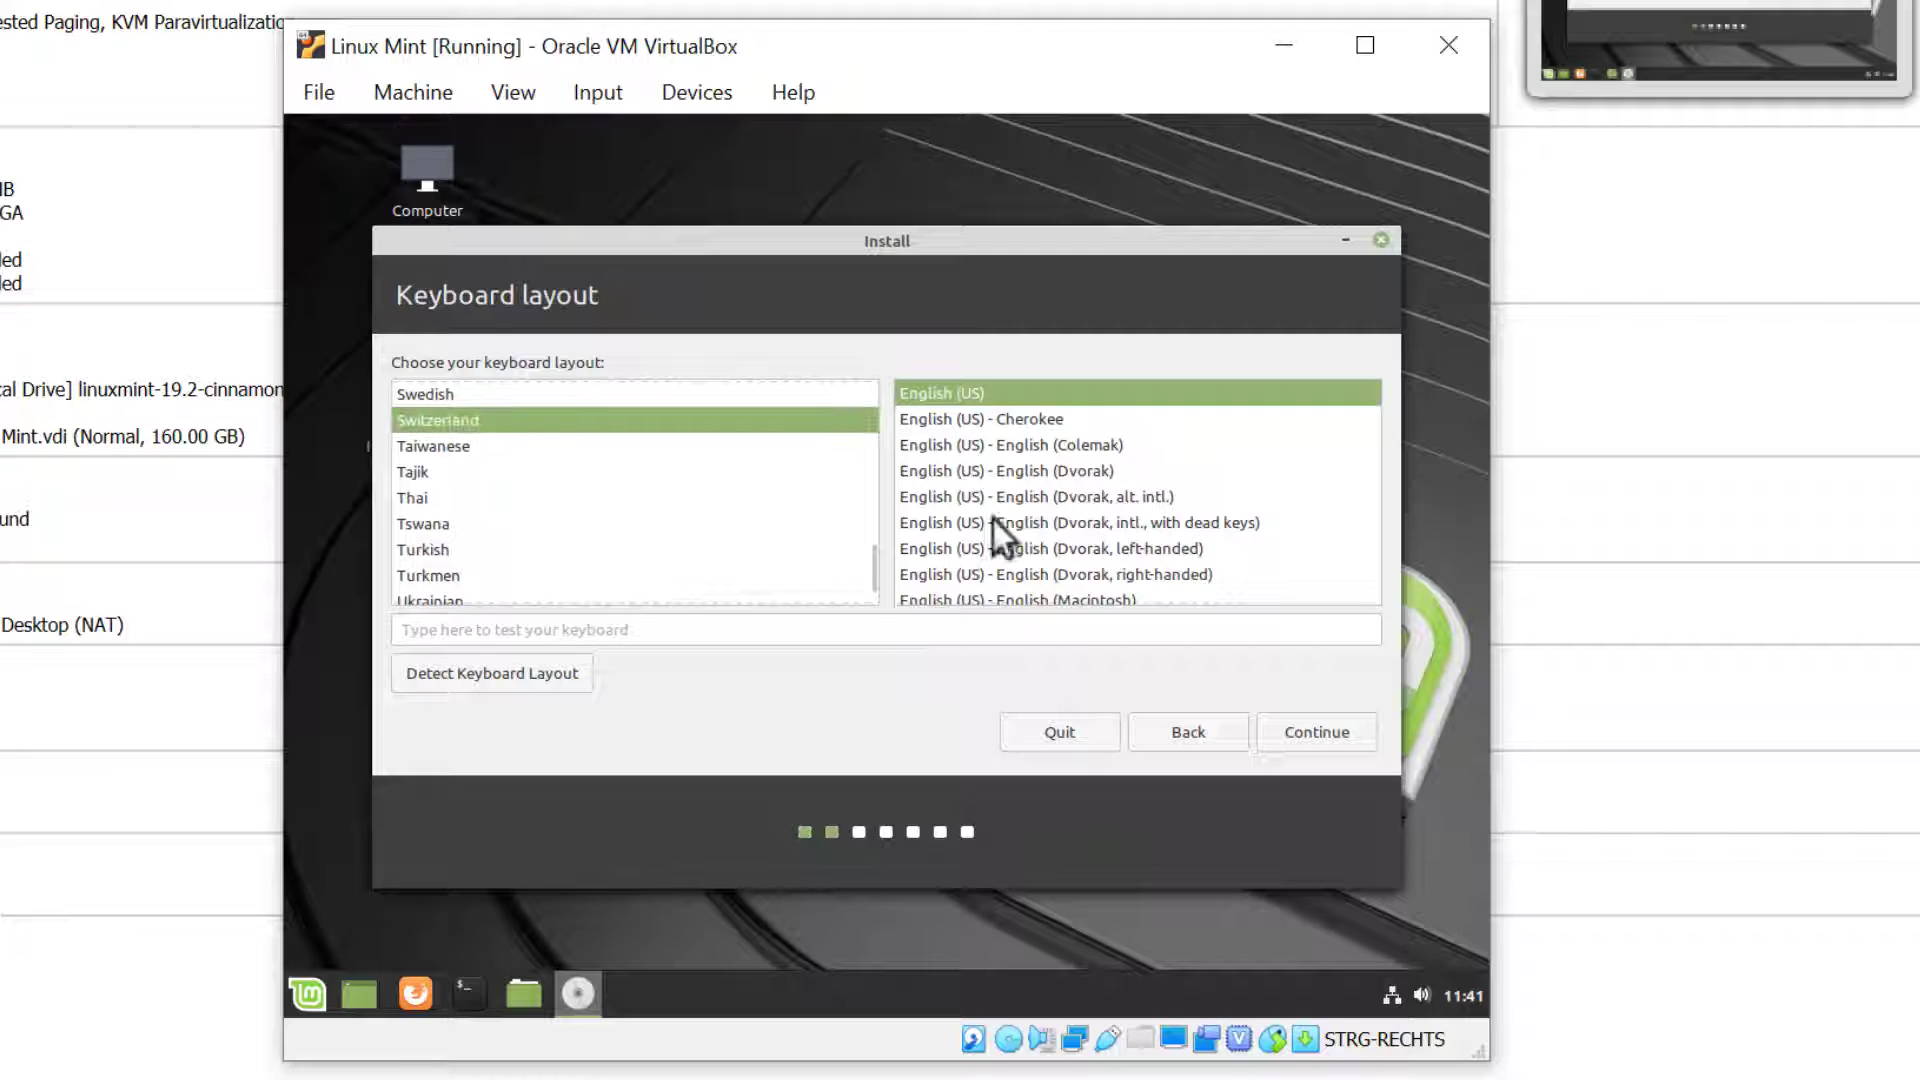 ested Paging, KVM Paravirtualizatio
Linux Mint [Running] - Oracle VM VirtualBox
File Machine View Input Devices Help
Computer
Install
Keyboard layout
Choose your keyboard layout:
Swedish
Switzerland
Taiwanese
Tajik
Thai
Tswana
Turkish
Turkmen
Ukrainian
English (US)
English (US) - Cherokee
English (US) - English (Colemak)
English (US) - English (Dvorak)
English (US) - English (Dvorak, alt. intl.)
English (US) - English (Dvorak, intl., with dead keys)
English (US) - English (Dvorak, left-handed)
English (US) - English (Dvorak, right-handed)
English (US) - English (Macintosh)
Type here to test your keyboard
Detect Keyboard Layout
Quit Back Continue
IB
GA
led
led
cal Drive] linuxmint-19.2-cinnamon
Mint.vdi (Normal, 160.00 GB)
und
Desktop (NAT)
11:41
STRG-RECHTS